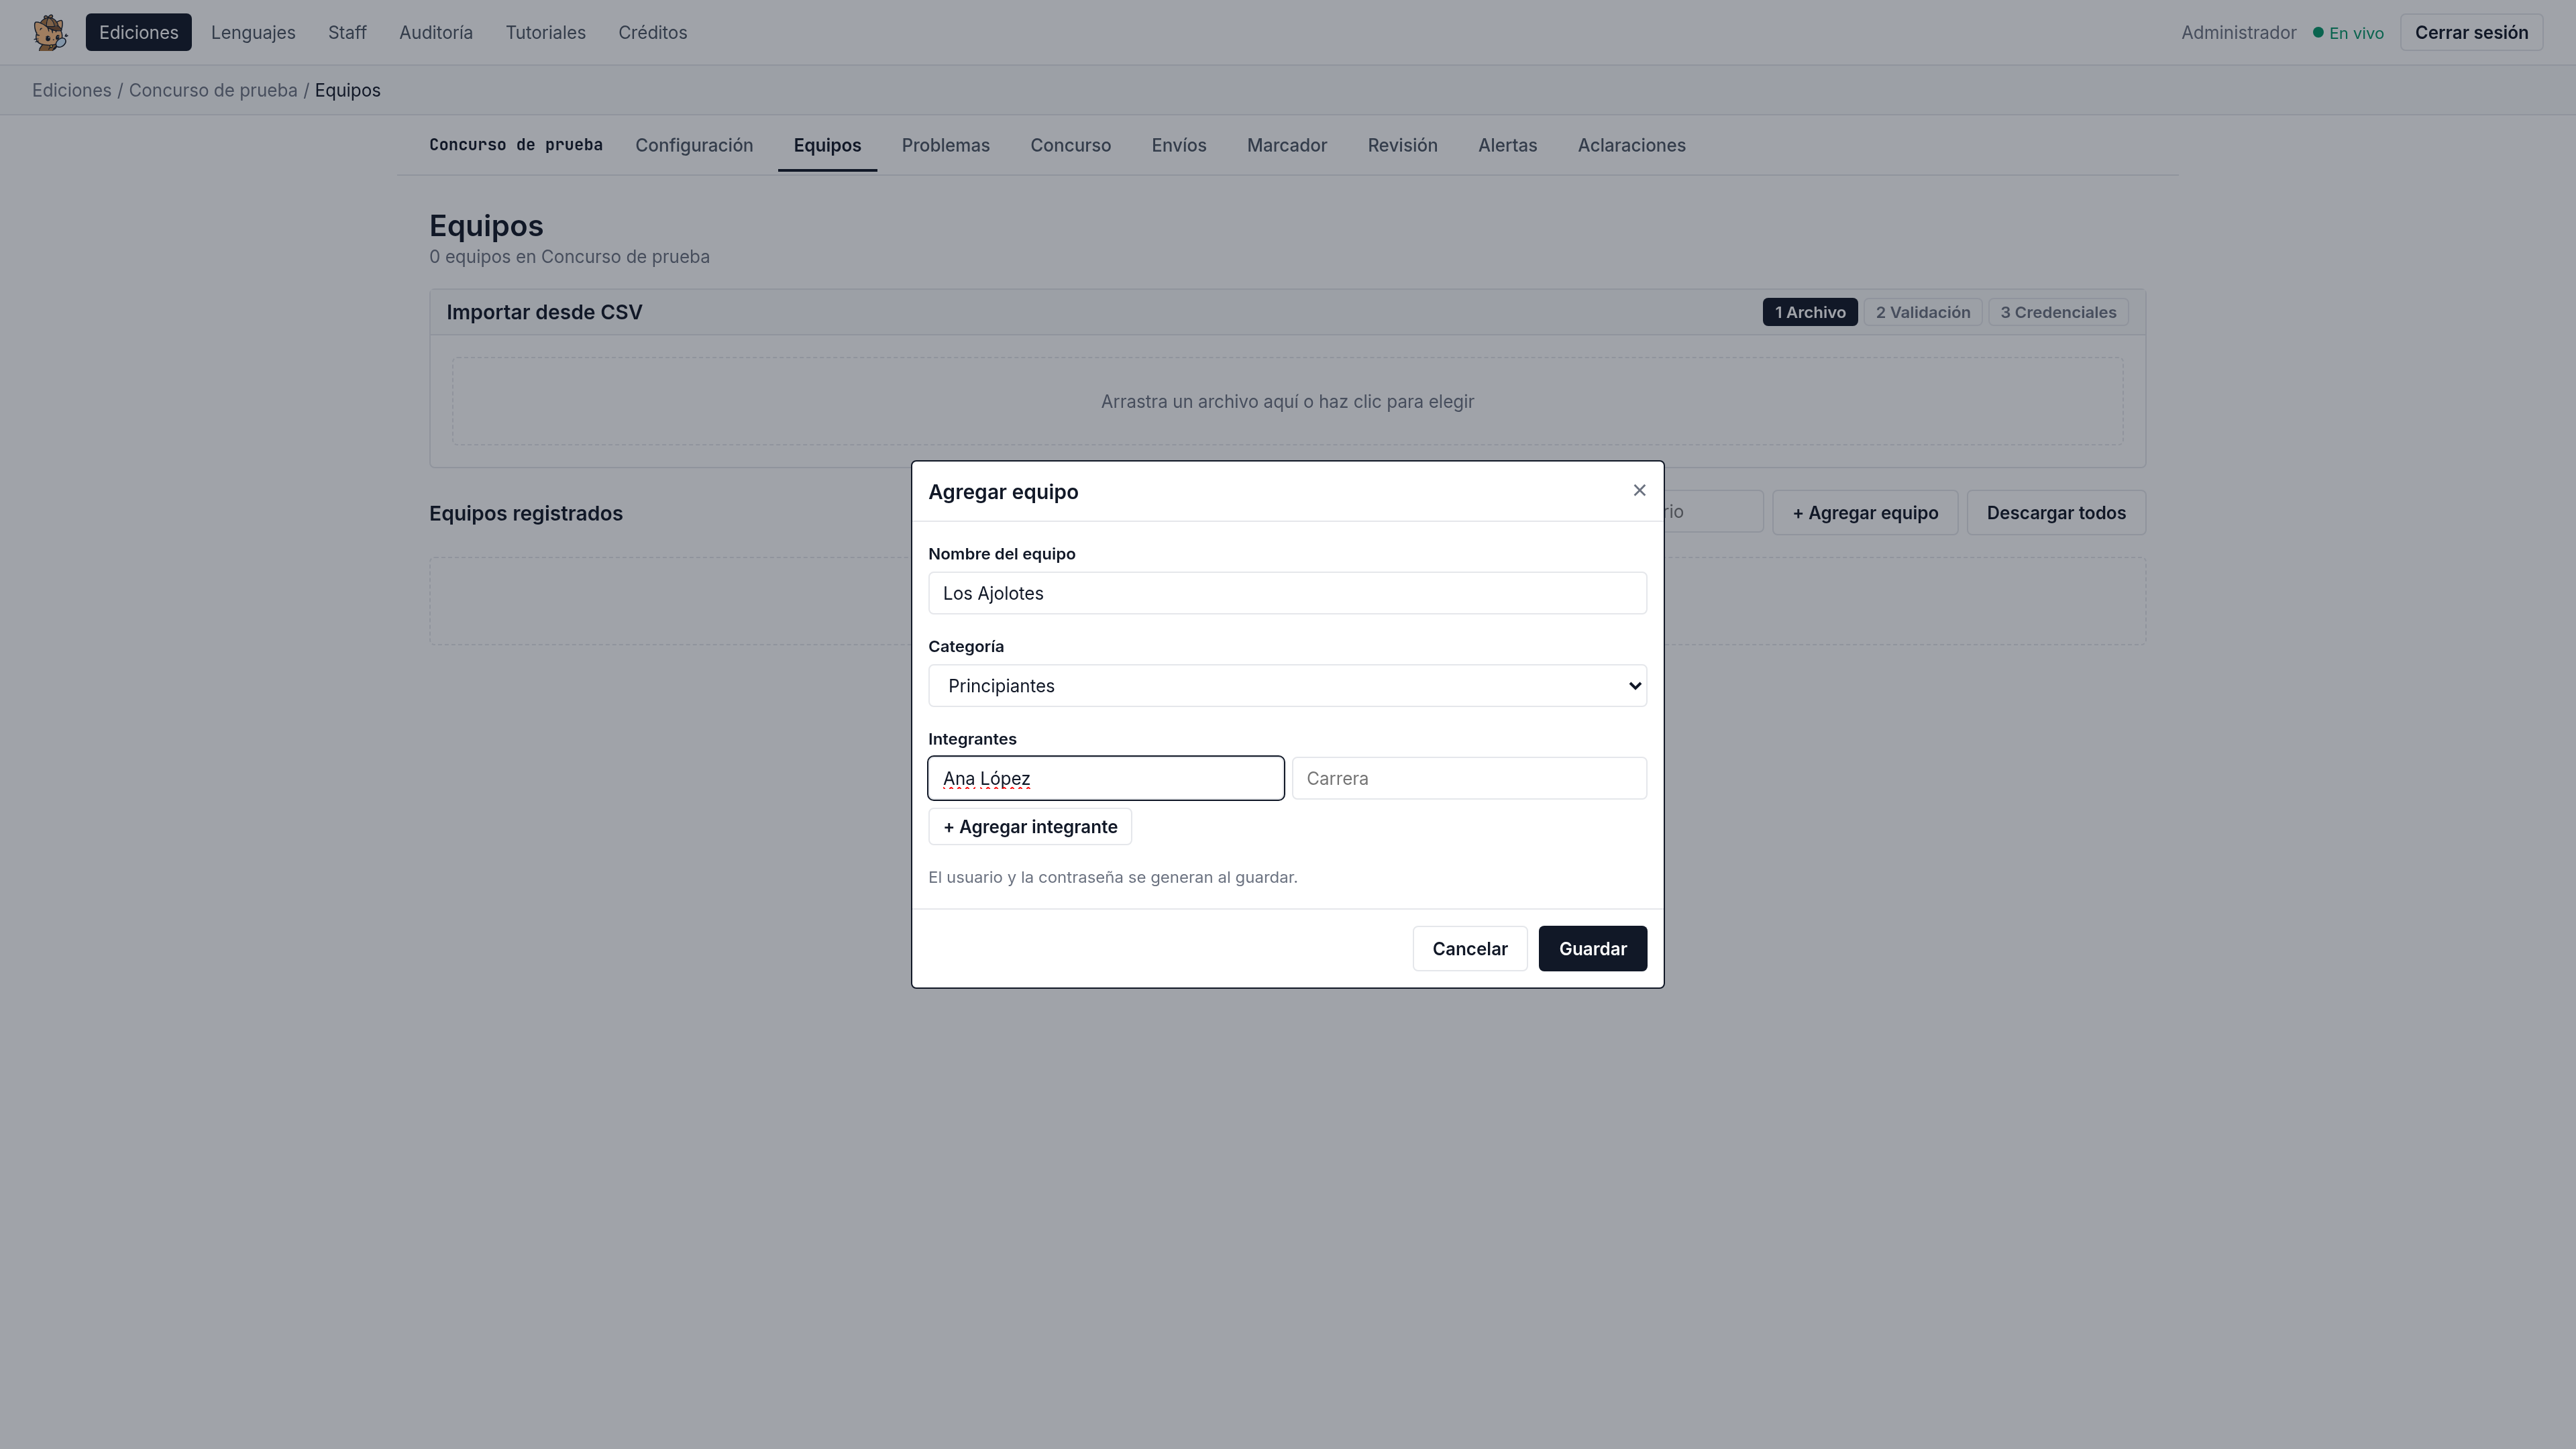 Ediciones Lenguajes Staff Auditoría Tutoriales Créditos Administrador En vivo Cerrar sesión
Ediciones / Concurso de prueba / Equipos
Concurso de prueba Configuración Equipos Problemas Concurso Envíos Marcador Revisión Alertas Aclaraciones
Equipos
0 equipos en Concurso de prueba
Importar desde CSV 1 Archivo 2 Validación 3 Credenciales
Arrastra un archivo aquí o haz clic para elegir
Equipos registrados + Agregar equipo Descargar todos
Agregar equipo ✕
Nombre del equipo
Los Ajolotes
Categoría
Principiantes
Integrantes
Ana López Carrera
+ Agregar integrante
El usuario y la contraseña se generan al guardar.
Cancelar Guardar